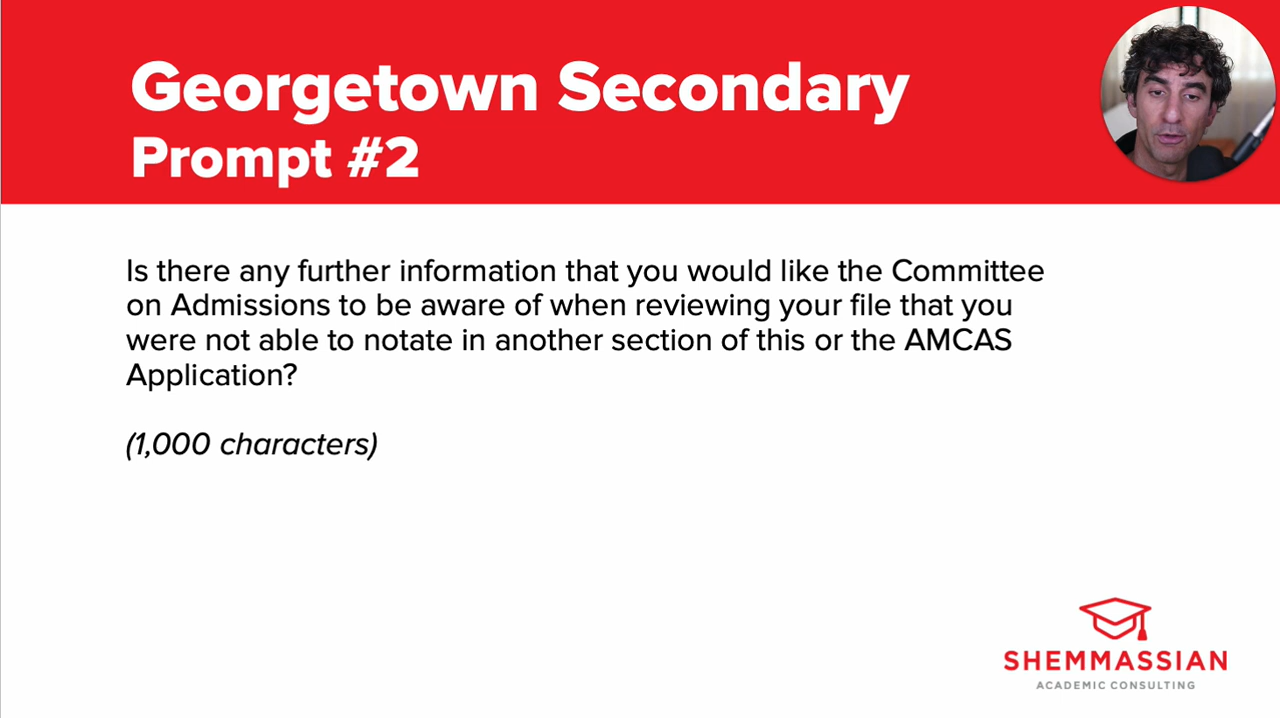 Georgetown Secondary
Prompt #2
Is there any further information that you would like the Committee
on Admissions to be aware of when reviewing your file that you
were not able to notate in another section of this or the AMCAS
Application?
(1,000 characters)
SHEMMASSIAN
ACADEMIC CONSULTING